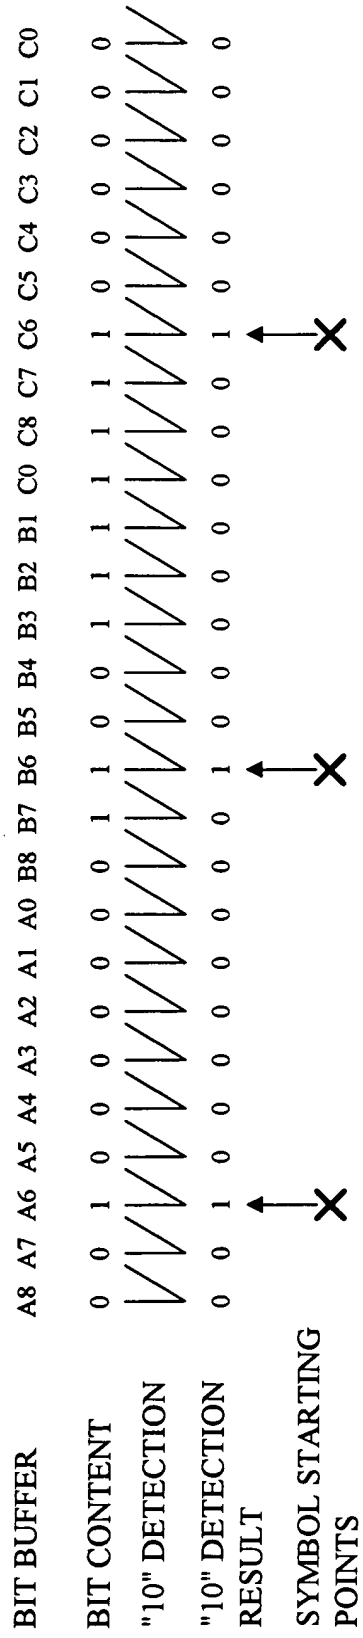 BIT BUFFER A8 A7 A6 A5 A4 A3 A2 A1 A0 B8 B7 B6 B5 B4 B3 B2 B1 C0 C8 C7 C6 C5 C4 C3 C2 C1 C0
BIT CONTENT 0 0 1 0 0 0 0 0 0 0 1 1 0 0 1 1 1 1 1 1 1 0 0 0 0 0 0
"10" DETECTION
"10" DETECTION 0 0 1 0 0 0 0 0 0 0 0 1 0 0 0 0 0 0 0 0 1 0 0 0 0 0 0
RESULT
SYMBOL STARTING
POINTS